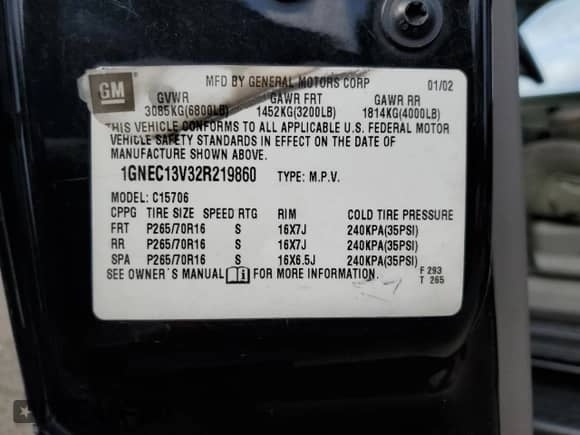 GM
MFD BY GENERAL MOTORS CORP 01/02
GVWR GAWR FRT GAWR RR
3085KG(6800LB) 1452KG(3200LB) 1814KG(4000LB)
THIS VEHICLE CONFORMS TO ALL APPLICABLE U.S. FEDERAL MOTOR
VEHICLE SAFETY STANDARDS IN EFFECT ON THE DATE OF
MANUFACTURE SHOWN ABOVE.
1GNEC13V32R219860 TYPE: M.P.V.
MODEL: C15706
CPPG TIRE SIZE SPEED RTG RIM COLD TIRE PRESSURE
FRT P265/70R16 S 16X7J 240KPA(35PSI)
RR P265/70R16 S 16X7J 240KPA(35PSI)
SPA P265/70R16 S 16X6.5J 240KPA(35PSI)
SEE OWNER'S MANUAL FOR MORE INFORMATION. F 293
T 265